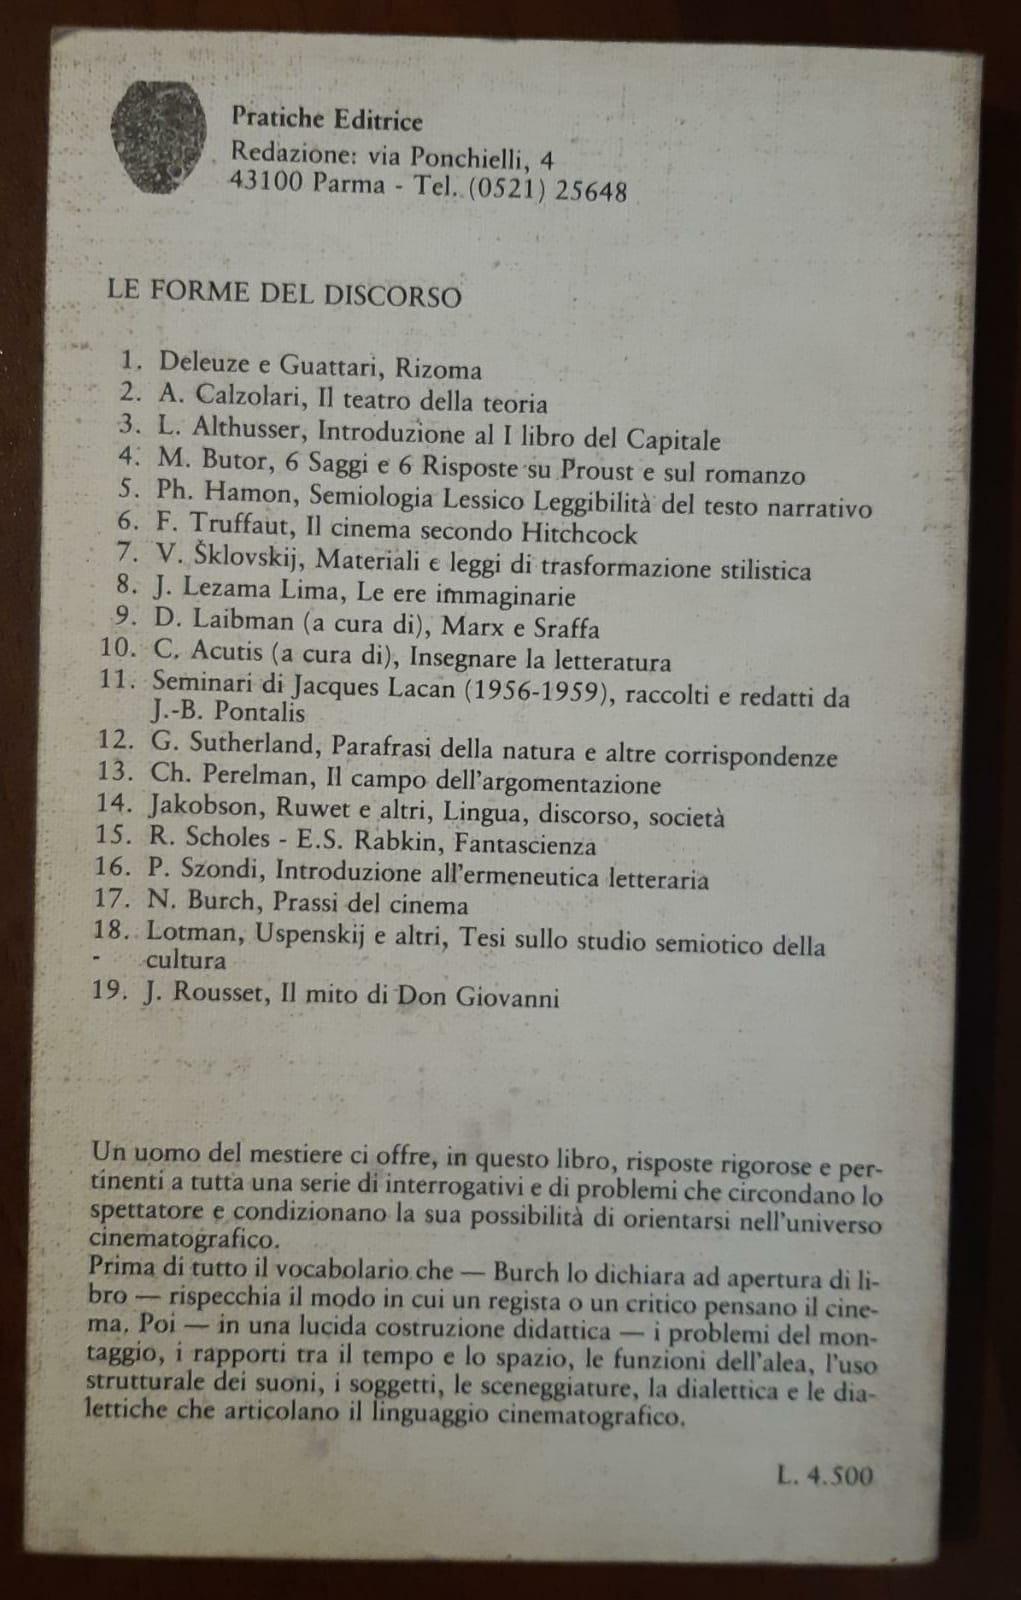 Pratiche Editrice
Redazione: via Ponchielli, 4
43100 Parma - Tel. (0521) 25648
LE FORME DEL DISCORSO
1. Deleuze e Guattari, Rizoma
2. A. Calzolari, Il teatro della teoria
3. L. Althusser, Introduzione al I libro del Capitale
4. M. Butor, 6 Saggi e 6 Risposte su Proust e sul romanzo
5. Ph. Hamon, Semiologia Lessico Leggibilità del testo narrativo
6. F. Truffaut, Il cinema secondo Hitchcock
7. V. Šklovskij, Materiali e leggi di trasformazione stilistica
8. J. Lezama Lima, Le ere immaginarie
9. D. Laibman (a cura di), Marx e Sraffa
10. C. Acutis (a cura di), Insegnare la letteratura
11. Seminari di Jacques Lacan (1956-1959), raccolti e redatti da
J.-B. Pontalis
12. G. Sutherland, Parafrasi della natura e altre corrispondenze
13. Ch. Perelman, Il campo dell'argomentazione
14. Jakobson, Ruwet e altri, Lingua, discorso, società
15. R. Scholes - E.S. Rabkin, Fantascienza
16. P. Szondi, Introduzione all'ermeneutica letteraria
17. N. Burch, Prassi del cinema
18. Lotman, Uspenskij e altri, Tesi sullo studio semiotico della
- cultura
19. J. Rousset, Il mito di Don Giovanni
Un uomo del mestiere ci offre, in questo libro, risposte rigorose e per-
tinenti a tutta una serie di interrogativi e di problemi che circondano lo
spettatore e condizionano la sua possibilità di orientarsi nell'universo
cinematografico.
Prima di tutto il vocabolario che — Burch lo dichiara ad apertura di li-
bro — rispecchia il modo in cui un regista o un critico pensano il cine-
ma. Poi — in una lucida costruzione didattica — i problemi del mon-
taggio, i rapporti tra il tempo e lo spazio, le funzioni dell'alea, l'uso
strutturale dei suoni, i soggetti, le sceneggiature, la dialettica e le dia-
lettiche che articolano il linguaggio cinematografico.
L. 4.500